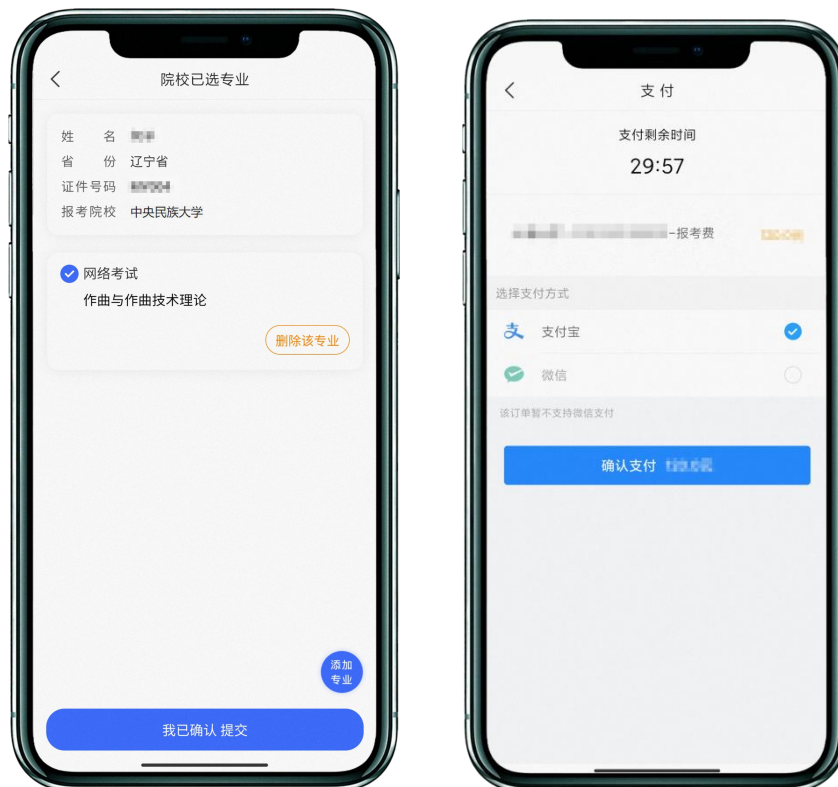 院校已选专业
姓 名
省 份 辽宁省
证件号码
报考院校 中央民族大学
网络考试
作曲与作曲技术理论
删除该专业
添加
专业
我已确认 提交
支付
支付剩余时间
29:57
-报考费
选择支付方式
支付宝
微信
该订单暂不支持微信支付
确认支付